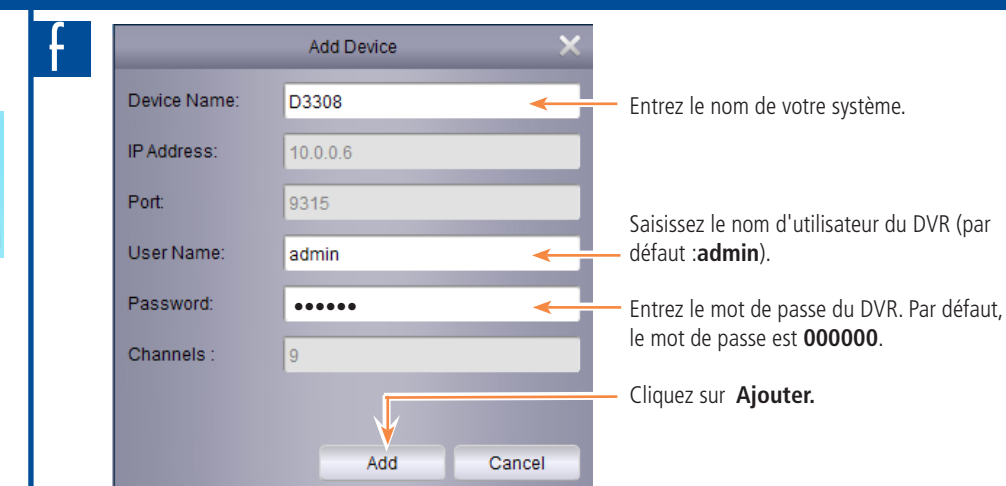 f
Add Device
Device Name: D3308
Entrez le nom de votre système.
IP Address: 10.0.0.6
Port: 9315
Saisissez le nom d'utilisateur du DVR (par
défaut :admin).
User Name: admin
Password: ••••••
Entrez le mot de passe du DVR. Par défaut,
le mot de passe est 000000.
Channels : 9
Cliquez sur Ajouter.
Add Cancel